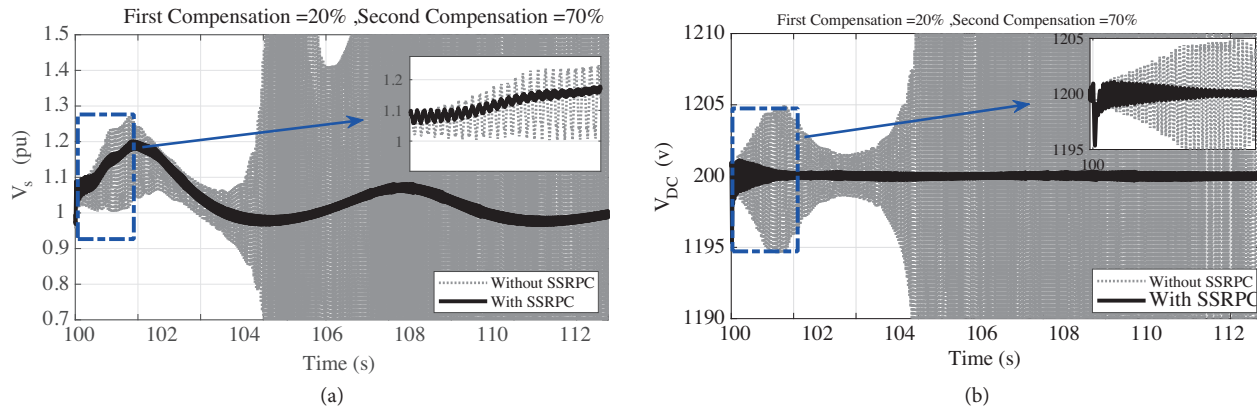 First Compensation =20% ,Second Compensation =70%
1.5
1.4
1.3
1.2
1.1
1
0.9
0.8
0.7
V_s (pu)
1.2
1.1
1
Without SSRPC
With SSRPC
100 102 104 106 108 110 112
Time (s)
(a)
First Compensation =20% ,Second Compensation =70%
1210
1205
200
1195
1190
V_DC (v)
1205
1200
1195
100
Without SSRPC
With SSRPC
100 102 104 106 108 110 112
Time (s)
(b)